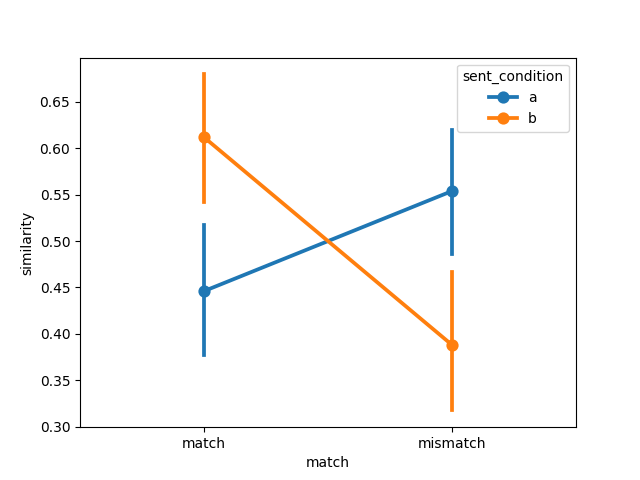 sent_condition
a
b
0.65
0.60
0.55
0.50
0.45
0.40
0.35
0.30
similarity
match
mismatch
match